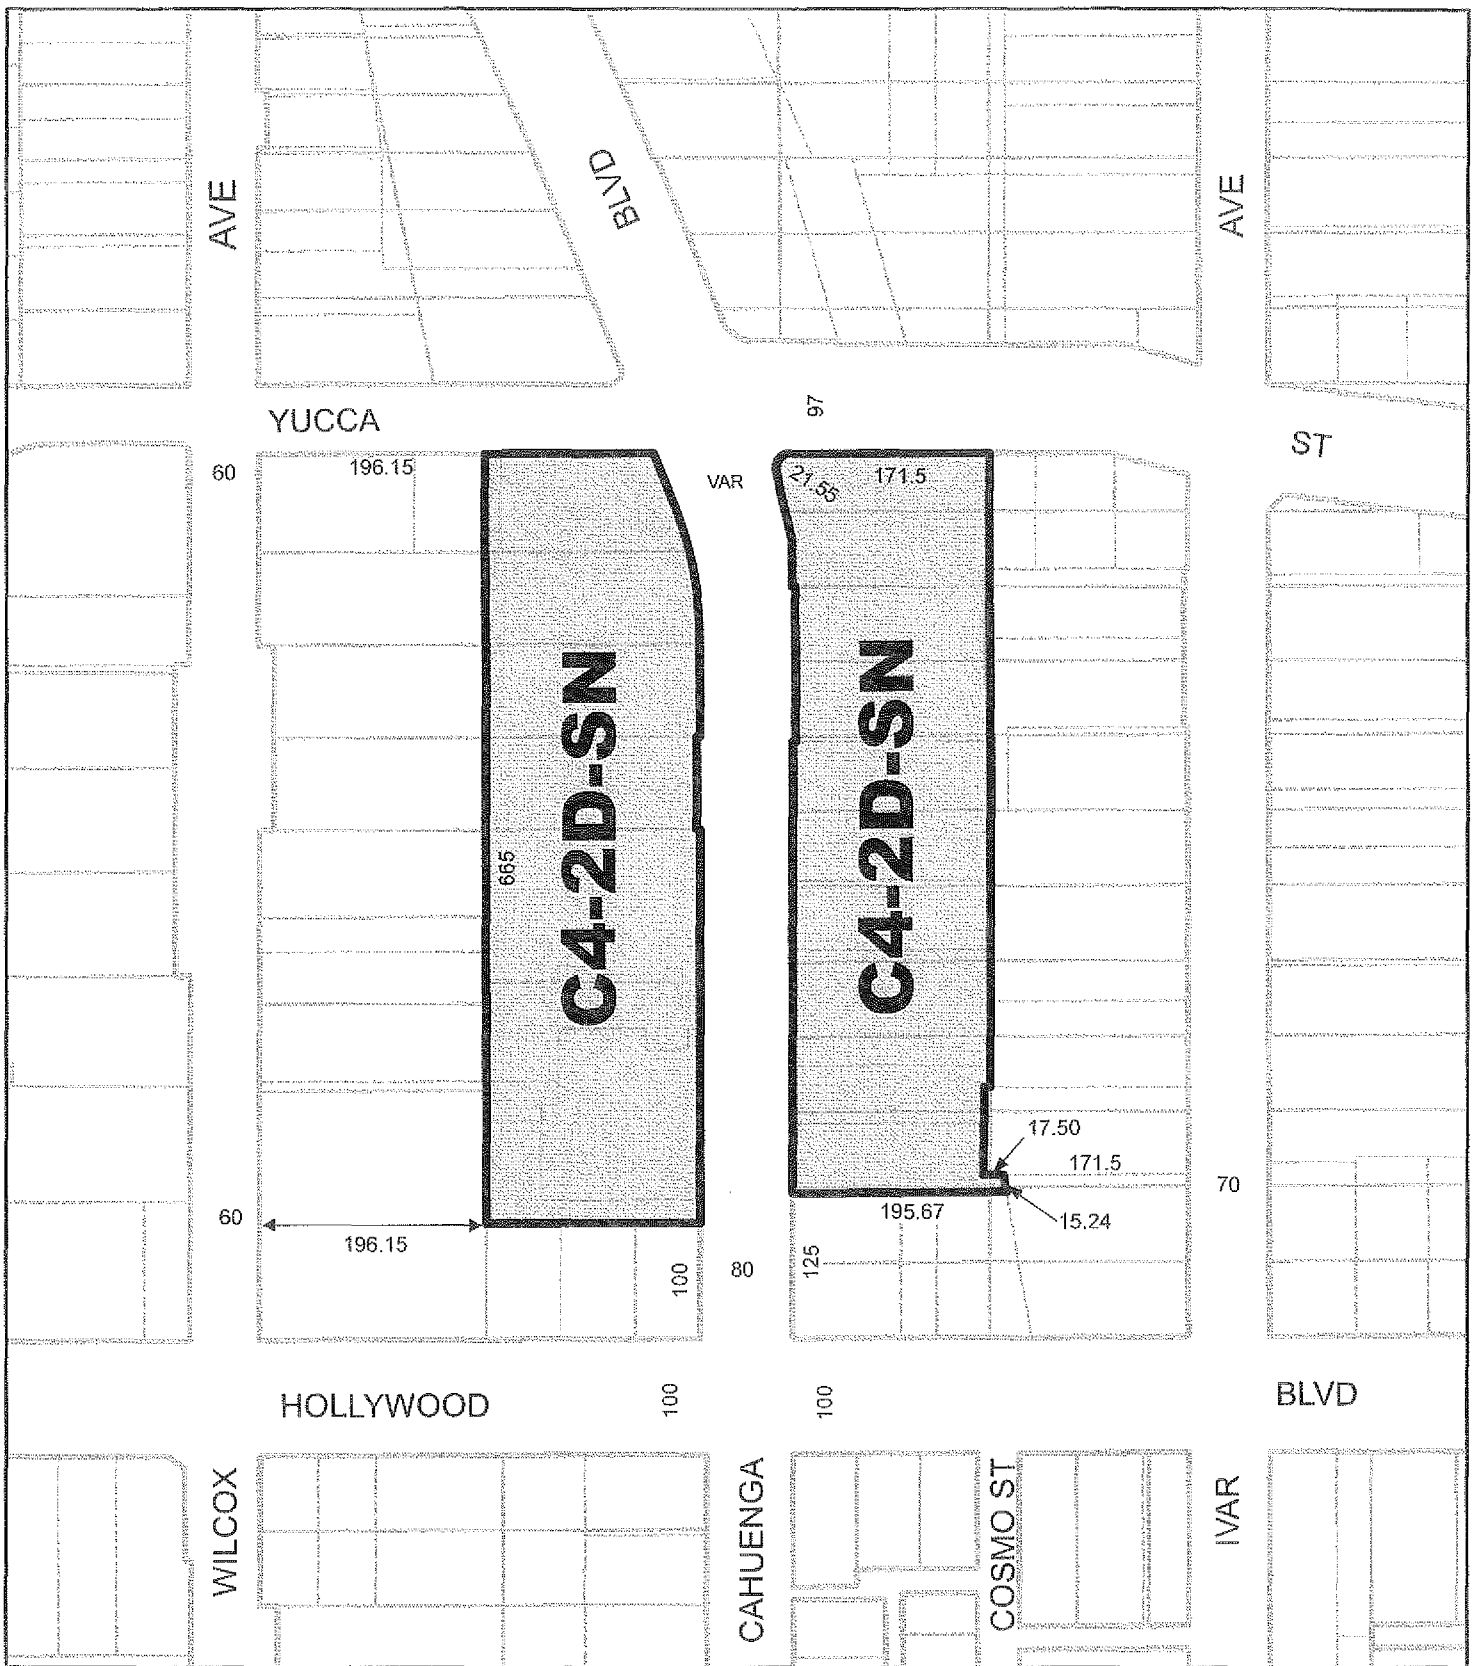 AVE
BLVD
AVE
YUCCA
97
ST
60
196.15
VAR
21.55
171.5
C4-2D-SN
C4-2D-SN
665
17.50
171.5
70
60
196.15
195.67
15.24
100
80
125
HOLLYWOOD
100
100
BLVD
WILCOX
CAHUENGA
COSMO ST
IVAR